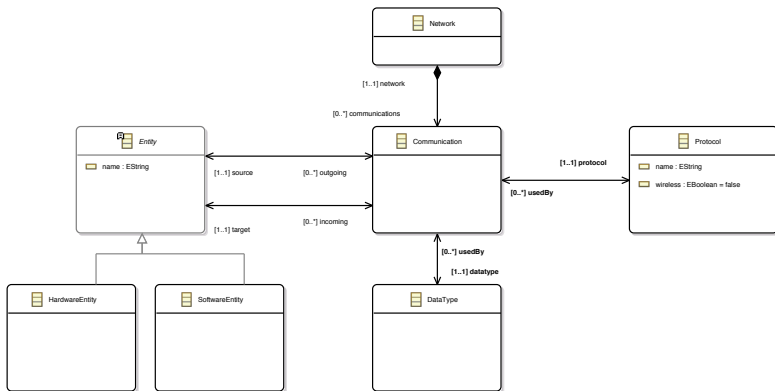 Network
[1..1] network
[0..*] communications
Entity
name : EString
Communication
Protocol
name : EString
wireless : EBoolean = false
[1..1] source
[0..*] outgoing
[1..1] protocol
[0..*] usedBy
[0..*] incoming
[1..1] target
[0..*] usedBy
[1..1] datatype
HardwareEntity
SoftwareEntity
DataType